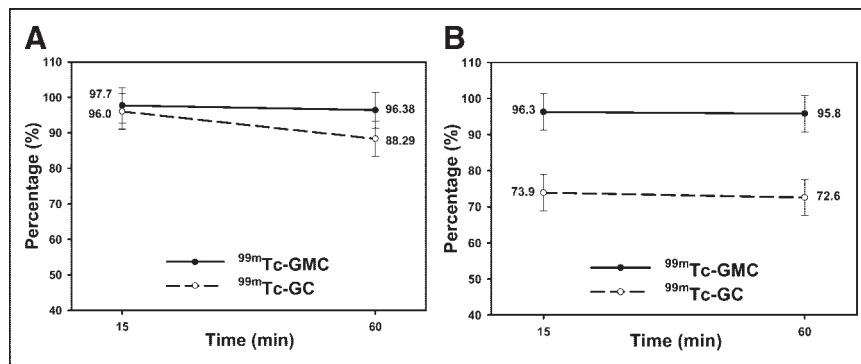 A
110
100
90
80
70
60
50
40
Percentage (%)
97.7
96.0
96.38
88.29
99mTc-GMC
99mTc-GC
15
60
Time (min)
B
110
100
90
80
70
60
50
40
Percentage (%)
96.3
95.8
73.9
72.6
99mTc-GMC
99mTc-GC
15
60
Time (min)